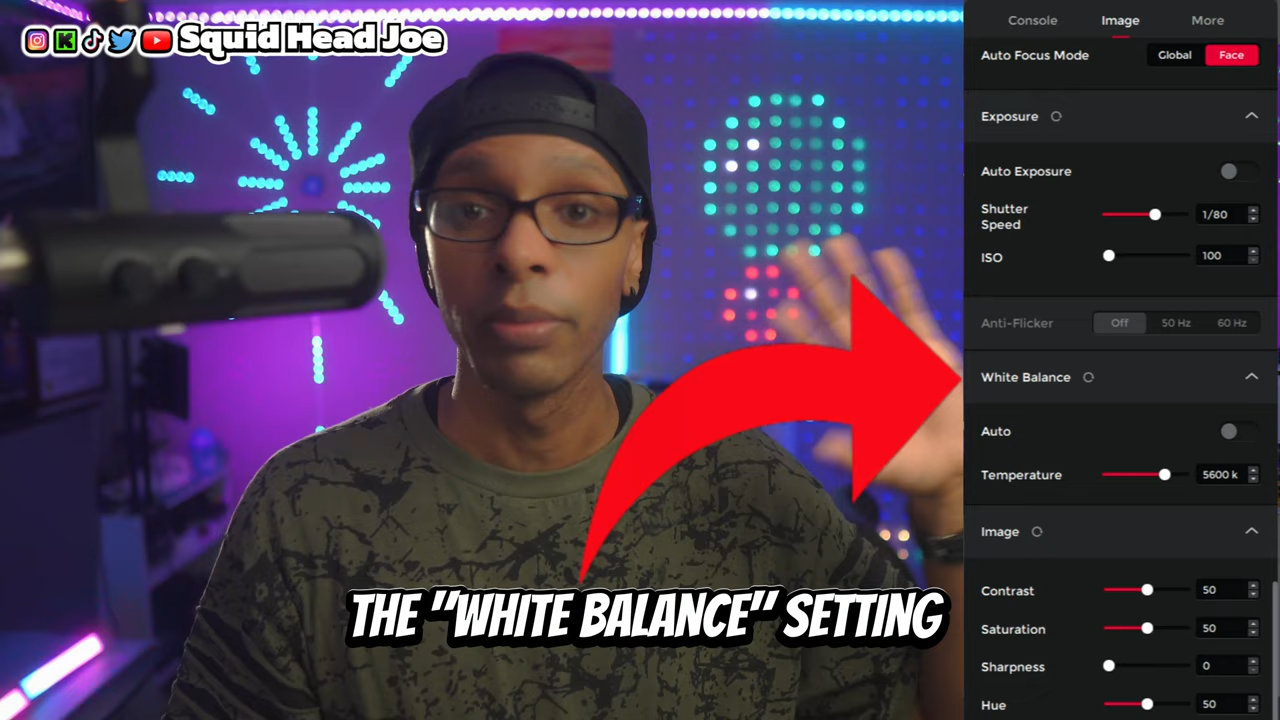 Squid Head Joe
Console Image More
Auto Focus Mode Global Face
Exposure
Auto Exposure
Shutter Speed 1/80
ISO 100
Anti-Flicker Off 50 Hz 60 Hz
White Balance
Auto
Temperature 5600 k
Image
Contrast 50
Saturation 50
Sharpness 0
Hue 50
THE "WHITE BALANCE" SETTING